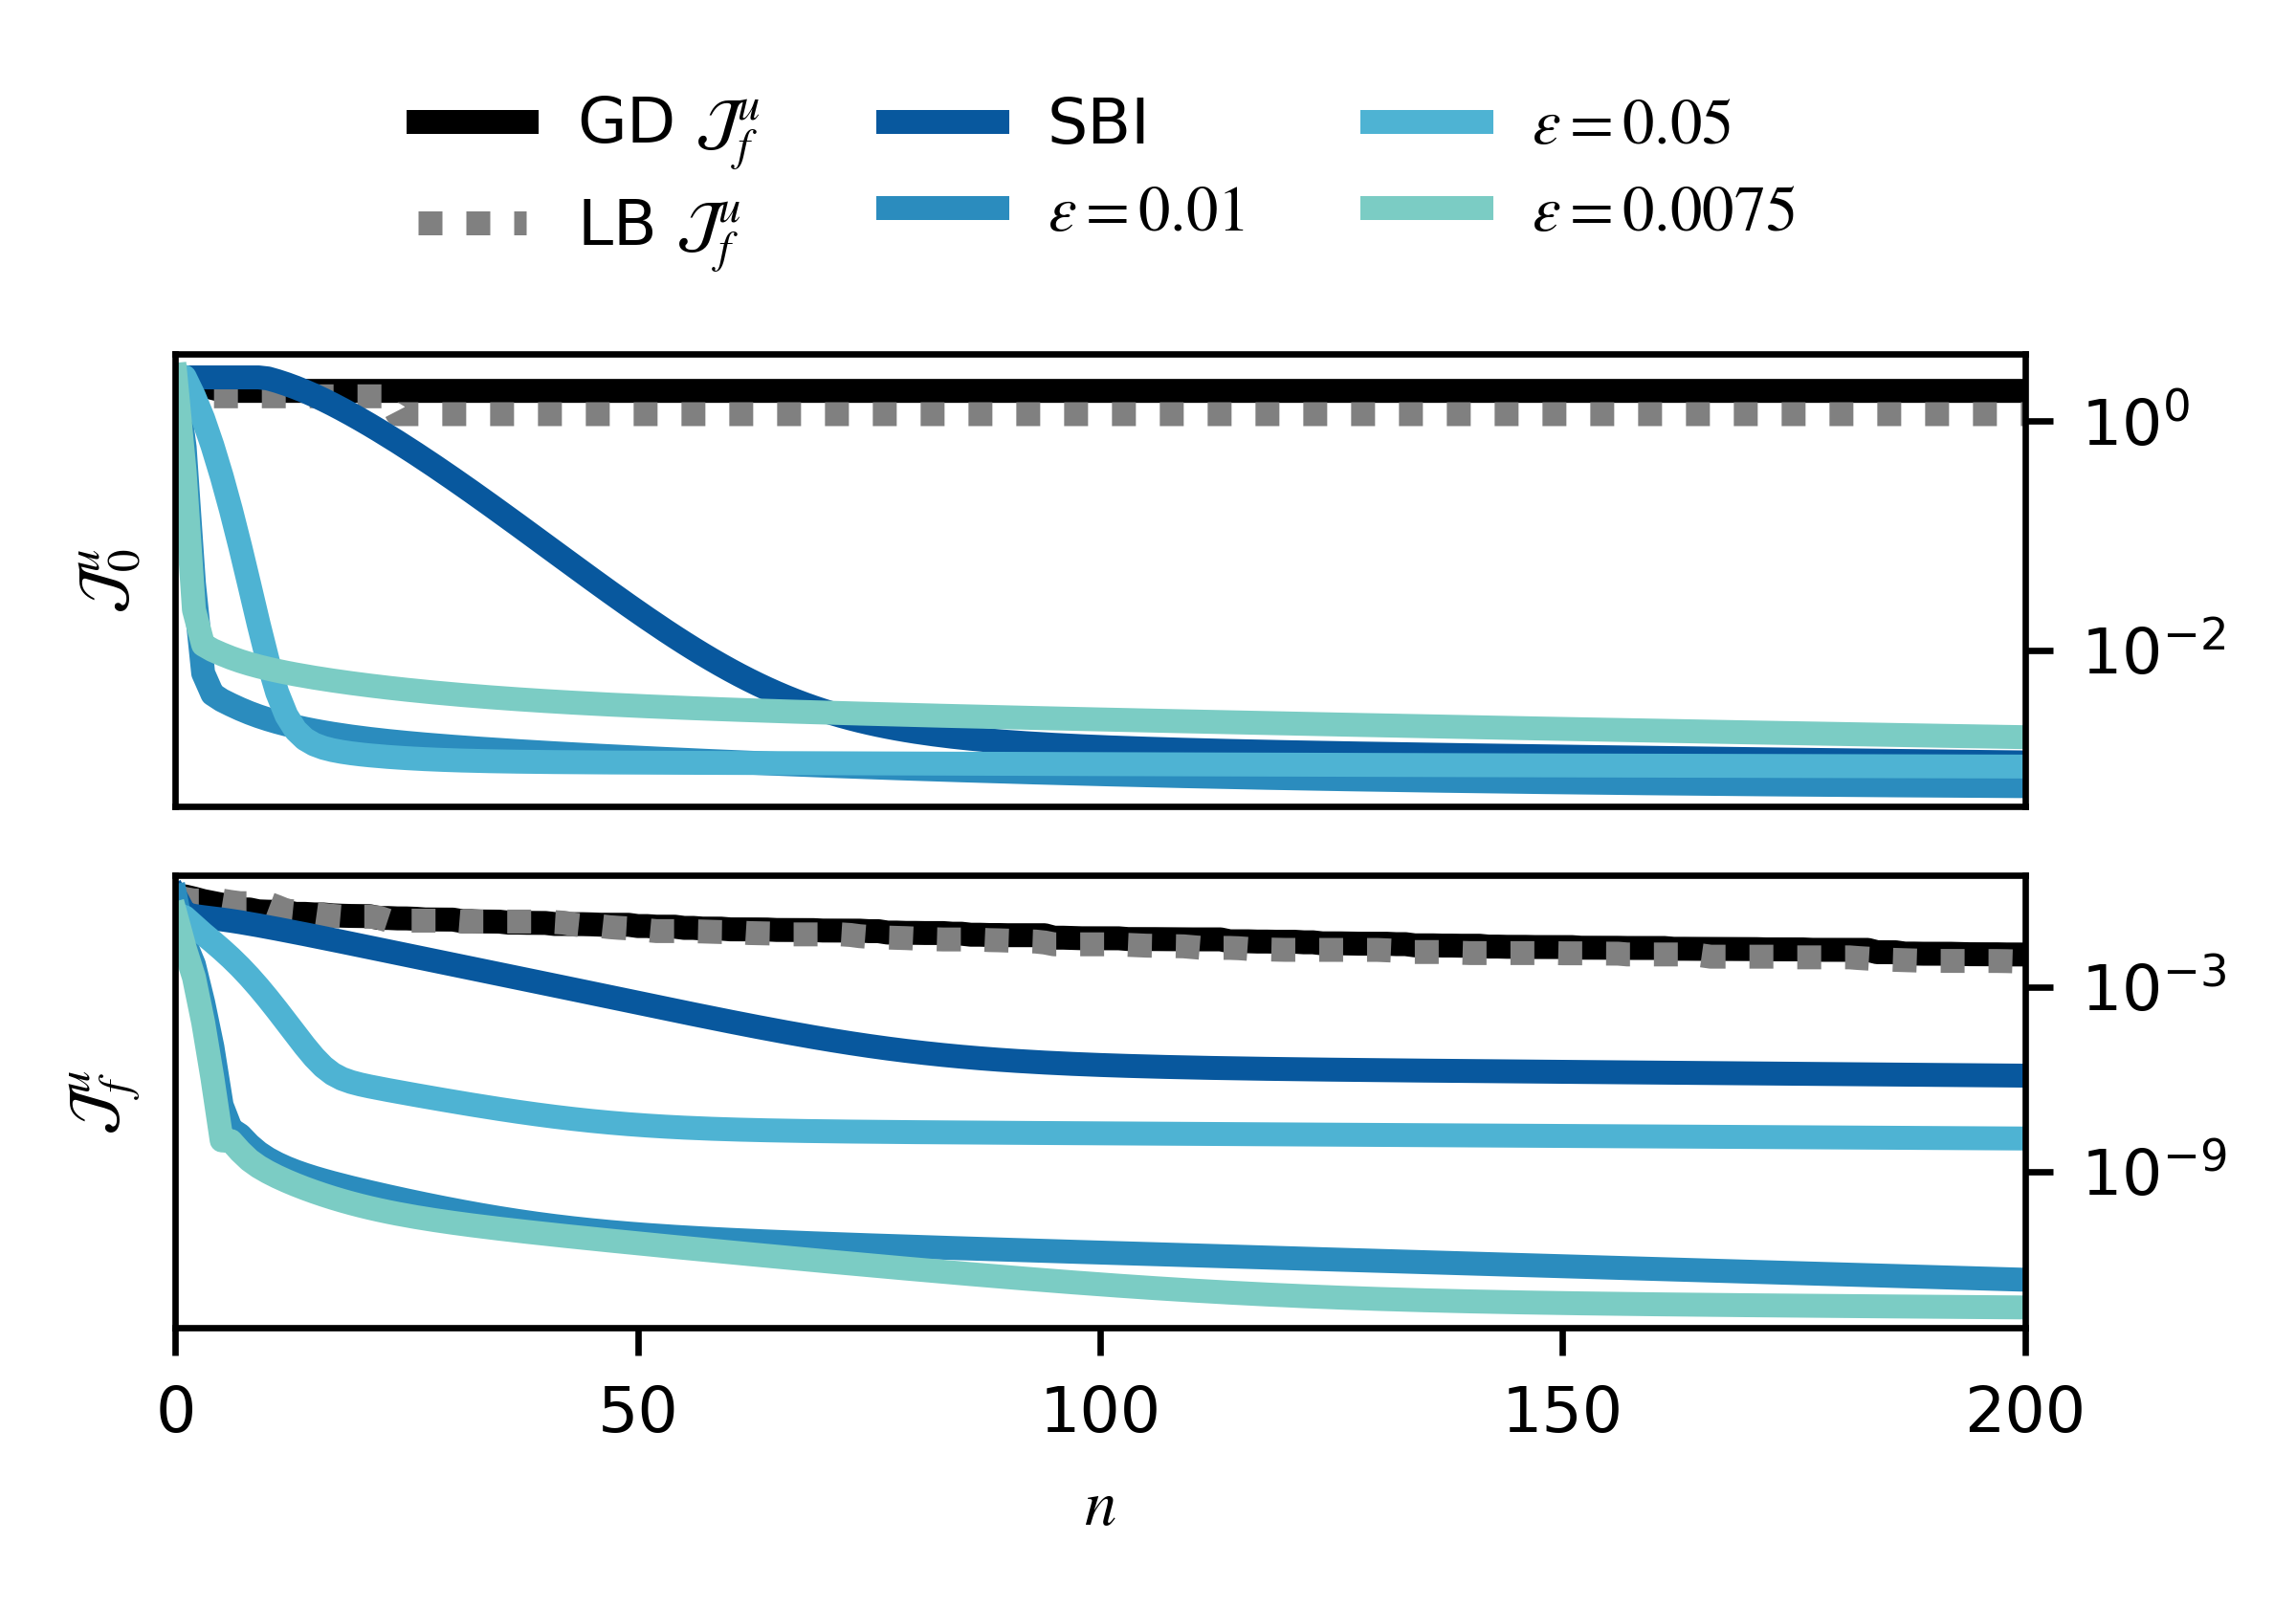 GD 𝒥_f^u SBI ε = 0.05
LB 𝒥_f^u ε = 0.01 ε = 0.0075
𝒥_0^u
10^0
10^-2
𝒥_f^u
10^-3
10^-9
0 50 100 150 200
n